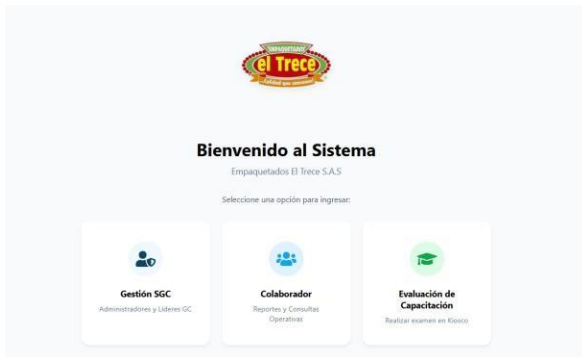 EMPAQUETADOS
el Trece
Bienvenido al Sistema
Empaquetados El Trece S.A.S
Seleccione una opción para ingresar:
Gestión SGC
Administradores y Líderes GC
Colaborador
Reportes y Consultas
Operativas
Evaluación de
Capacitación
Realizar examen en Kiosco